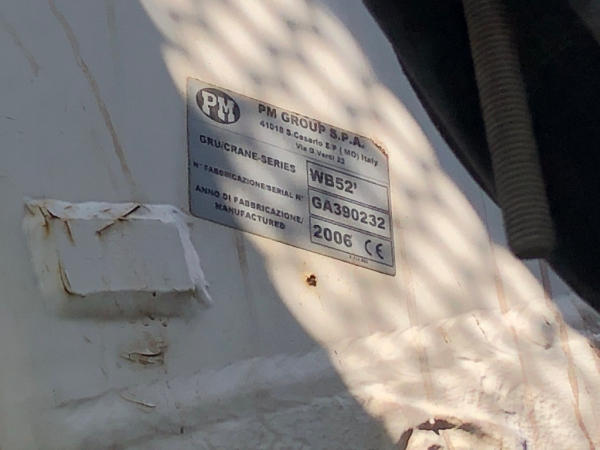 PM
PM GROUP S.P.A.
41018 S.Cesario S.P. ( MO) Italy
Via G.Verdi 22
GRU/CRANE-SERIES WB52'
N° FABBRICAZIONE/SERIAL N° GA390232
ANNO DI FABBRICAZIONE/
MANUFACTURED 2006 CE